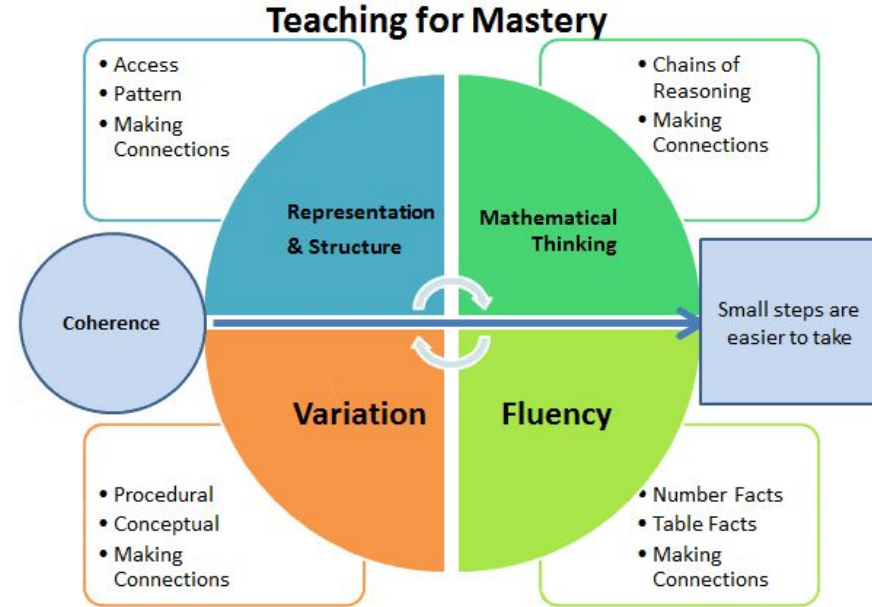 Teaching for Mastery
• Access
• Pattern
• Making
Connections
• Chains of
Reasoning
• Making
Connections
Representation
& Structure
Mathematical
Thinking
Coherence
Small steps are
easier to take
Variation
Fluency
• Procedural
• Conceptual
• Making
Connections
• Number Facts
• Table Facts
• Making
Connections